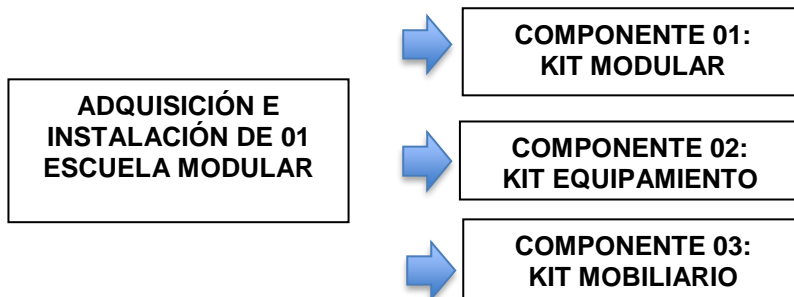 ADQUISICIÓN E
INSTALACIÓN DE 01
ESCUELA MODULAR
COMPONENTE 01:
KIT MODULAR
COMPONENTE 02:
KIT EQUIPAMIENTO
COMPONENTE 03:
KIT MOBILIARIO